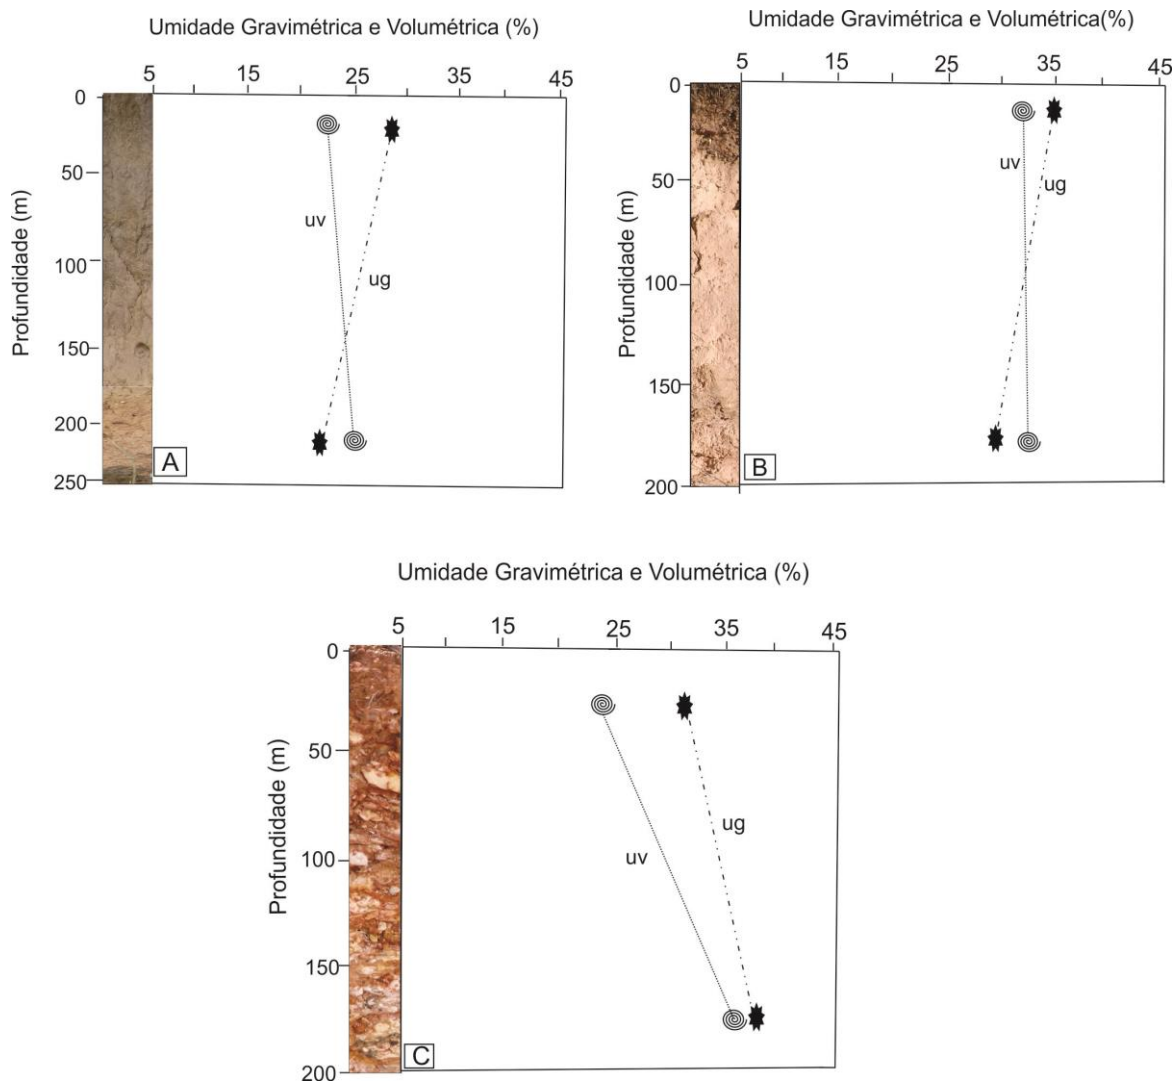 Umidade Gravimétrica e Volumétrica (%)
5 25 35 45
Profundidade (m)
0
50
100
150
200
250
uv
ug
A
Umidade Gravimétrica e Volumétrica(%)
5 25 35 45
Profundidade (m)
0
50
100
150
200
uv
ug
B
Umidade Gravimétrica e Volumétrica (%)
5 15 25 35 45
Profundidade (m)
0
50
100
150
200
ug
uv
C